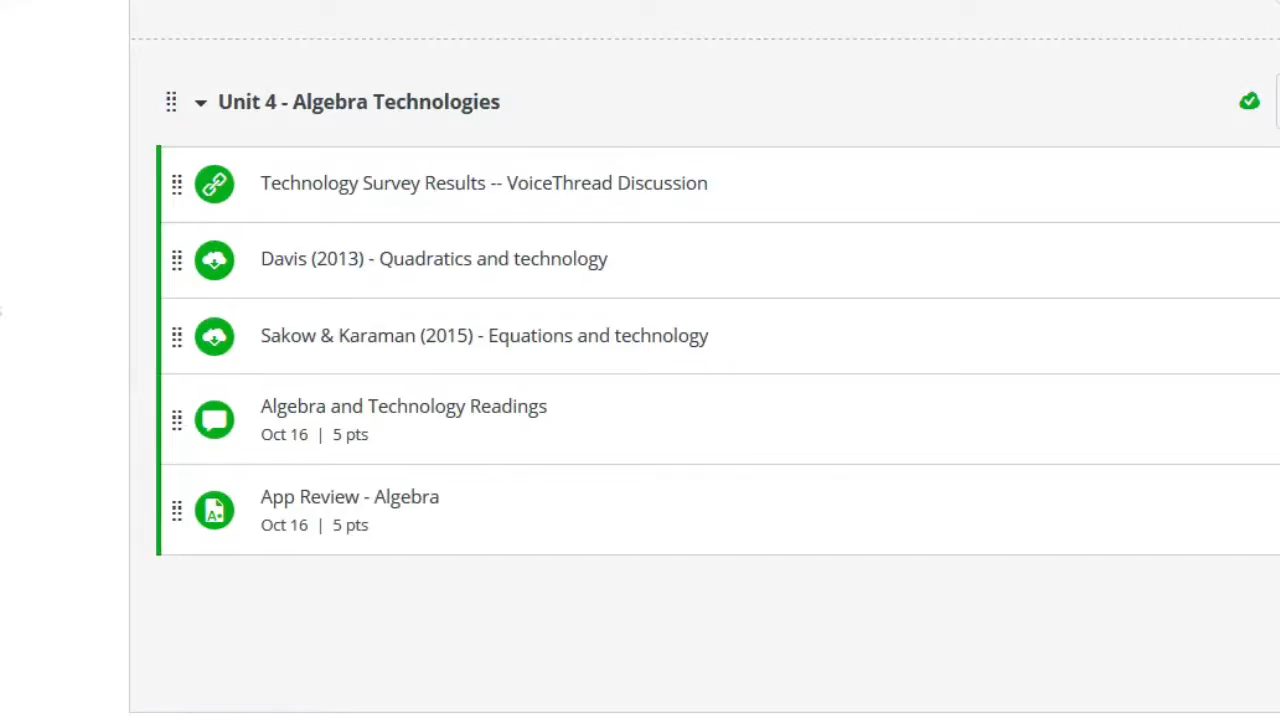 Unit 4 - Algebra Technologies
Technology Survey Results -- VoiceThread Discussion
Davis (2013) - Quadratics and technology
Sakow & Karaman (2015) - Equations and technology
Algebra and Technology Readings
Oct 16 | 5 pts
App Review - Algebra
Oct 16 | 5 pts